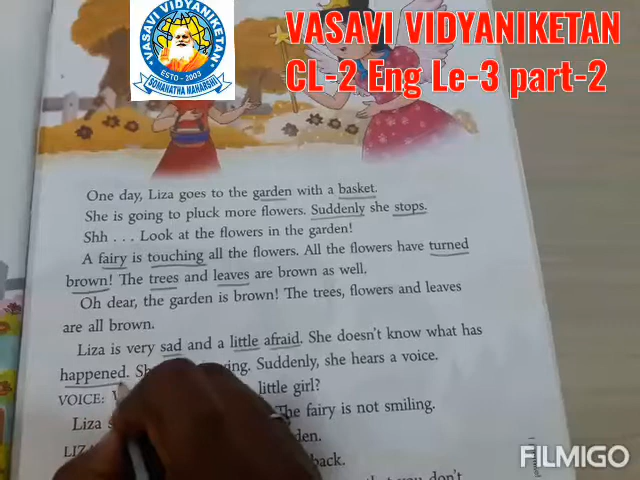 VASAVI VIDYANIKETAN
CL-2 Eng Le-3 part-2
VASAVI VIDYANIKETAN
ESTO - 2003
SOMANATHA MAHARSHI
One day, Liza goes to the garden with a basket.
She is going to pluck more flowers. Suddenly she stops.
Shh . . . Look at the flowers in the garden!
A fairy is touching all the flowers. All the flowers have turned
brown! The trees and leaves are brown as well.
Oh dear, the garden is brown! The trees, flowers and leaves
are all brown.
Liza is very sad and a little afraid. She doesn't know what has
happened. Suddenly, she hears a voice.
VOICE: little girl?
Liza The fairy is not smiling.
back.
that you don't
FILMIGO